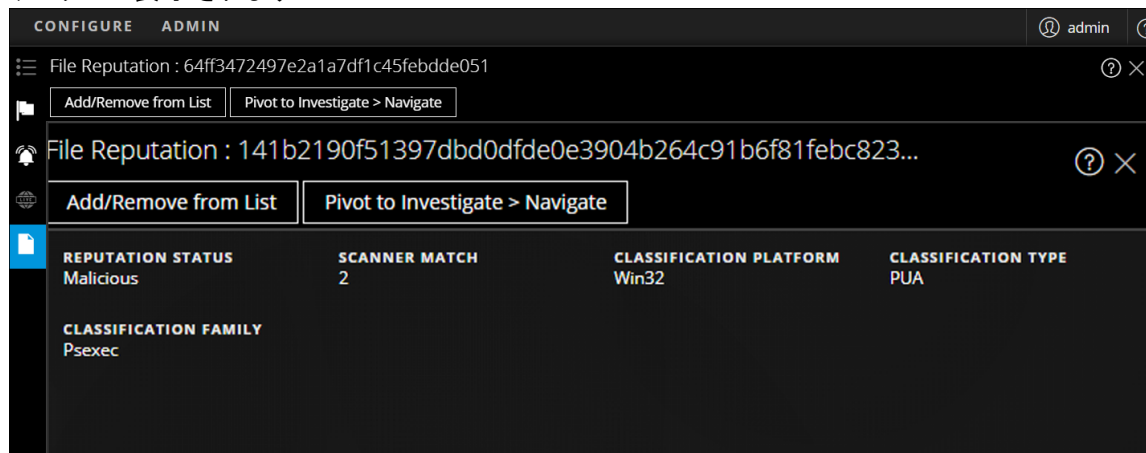 CONFIGURE ADMIN admin
File Reputation : 64ff3472497e2a1a7df1c45febdde051
Add/Remove from List Pivot to Investigate > Navigate
File Reputation : 141b2190f51397dbd0dfde0e3904b264c91b6f81febc823...
Add/Remove from List Pivot to Investigate > Navigate
REPUTATION STATUS SCANNER MATCH CLASSIFICATION PLATFORM CLASSIFICATION TYPE
Malicious 2 Win32 PUA
CLASSIFICATION FAMILY
Psexec